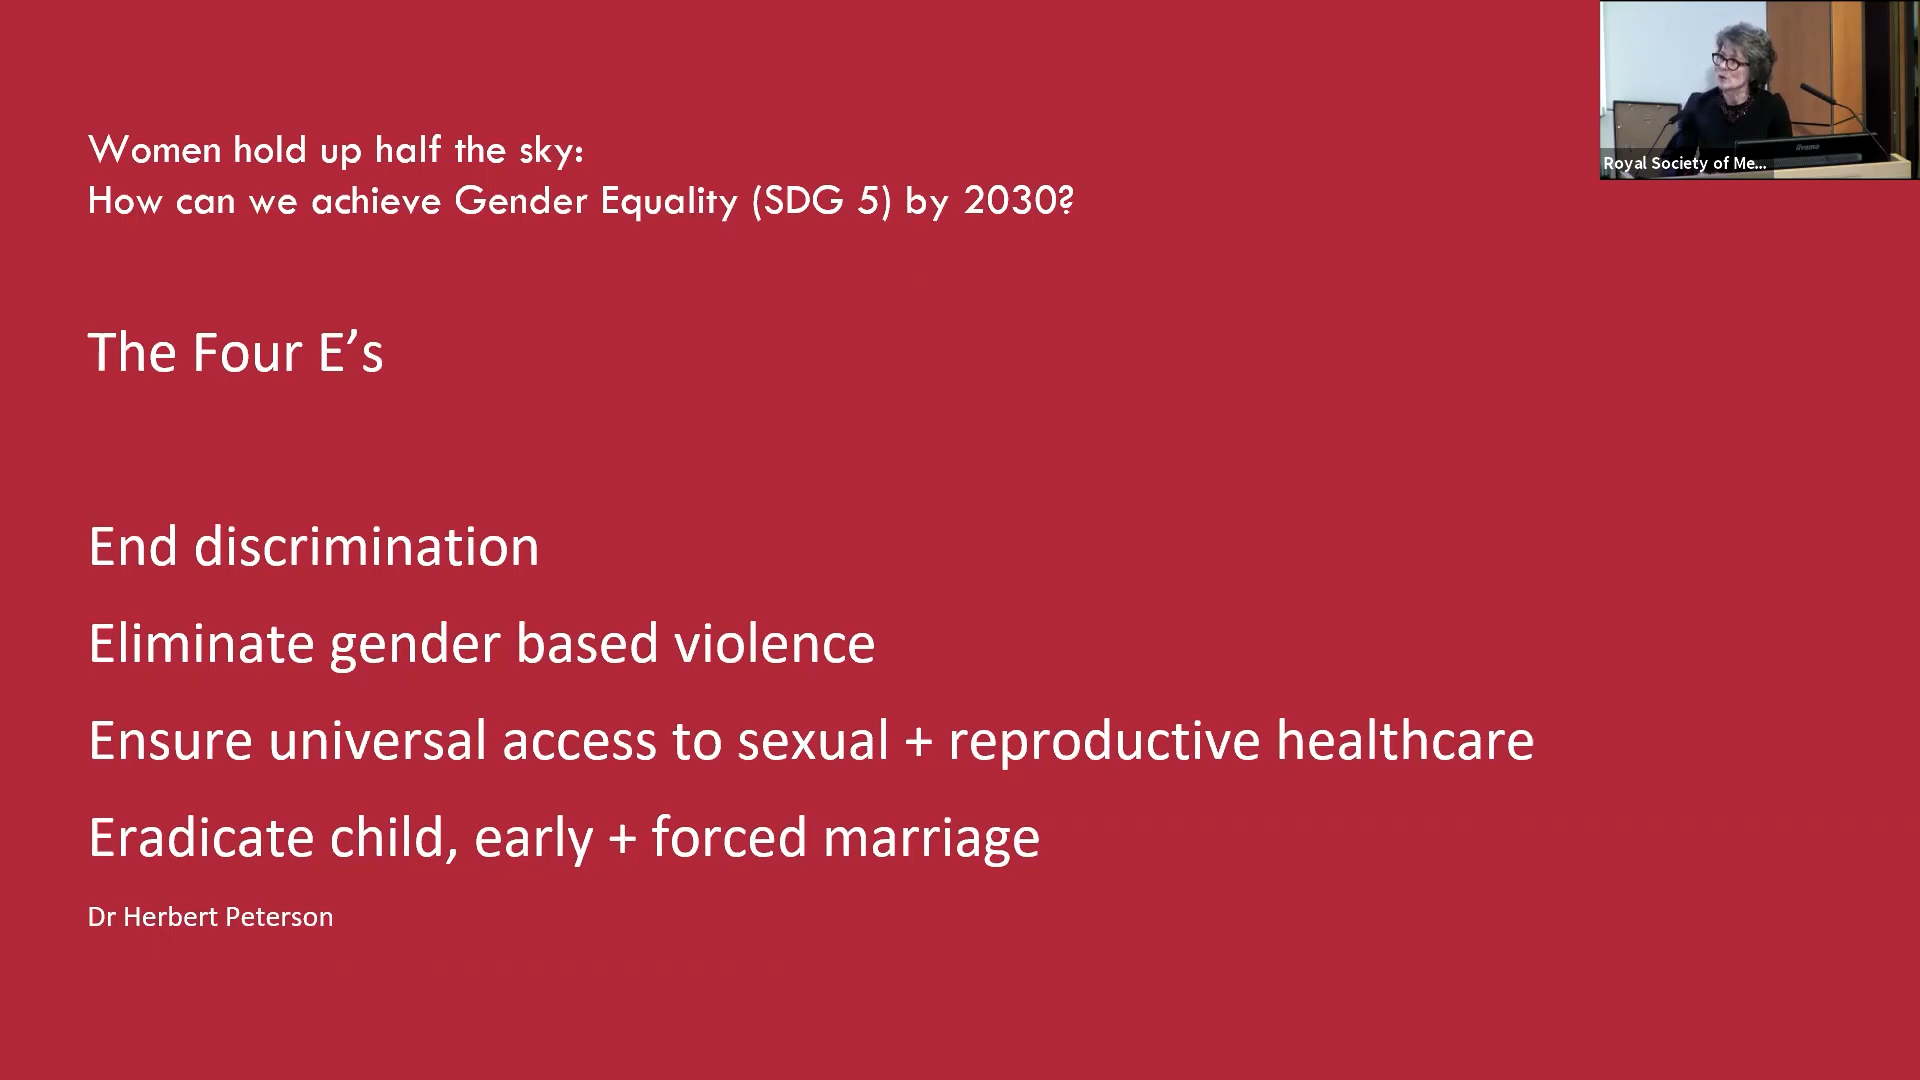 Women hold up half the sky:
How can we achieve Gender Equality (SDG 5) by 2030?
The Four E’s
End discrimination
Eliminate gender based violence
Ensure universal access to sexual + reproductive healthcare
Eradicate child, early + forced marriage
Dr Herbert Peterson
Royal Society of Me...
iiyama